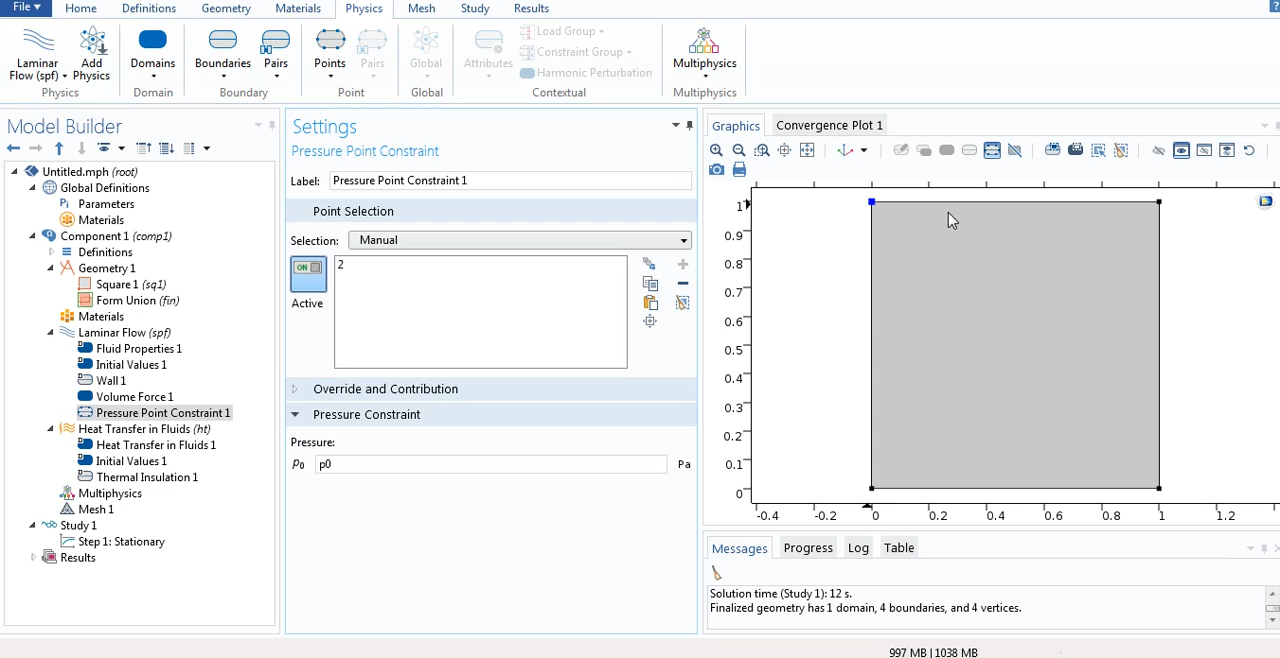 File
Home
Definitions
Geometry
Materials
Physics
Mesh
Study
Results
Laminar
Flow (spf)
Add
Physics
Physics
Domains
Domain
Boundaries
Pairs
Boundary
Points
Pairs
Point
Global
Global
Attributes
Load Group
Constraint Group
Harmonic Perturbation
Contextual
Multiphysics
Multiphysics
Model Builder
Untitled.mph (root)
Global Definitions
Pi Parameters
Materials
Component 1 (comp1)
Definitions
Geometry 1
Square 1 (sq1)
Form Union (fin)
Materials
Laminar Flow (spf)
Fluid Properties 1
Initial Values 1
Wall 1
Volume Force 1
Pressure Point Constraint 1
Heat Transfer in Fluids (ht)
Heat Transfer in Fluids 1
Initial Values 1
Thermal Insulation 1
Multiphysics
Mesh 1
Study 1
Step 1: Stationary
Results
Settings
Pressure Point Constraint
Label: Pressure Point Constraint 1
Point Selection
Selection: Manual
ON
Active
2
Override and Contribution
Pressure Constraint
Pressure:
p0 p0 Pa
Graphics
Convergence Plot 1
1
0.9
0.8
0.7
0.6
0.5
0.4
0.3
0.2
0.1
0
-0.4 -0.2 0 0.2 0.4 0.6 0.8 1 1.2
Messages
Progress
Log
Table
Solution time (Study 1): 12 s.
Finalized geometry has 1 domain, 4 boundaries, and 4 vertices.
997 MB | 1038 MB